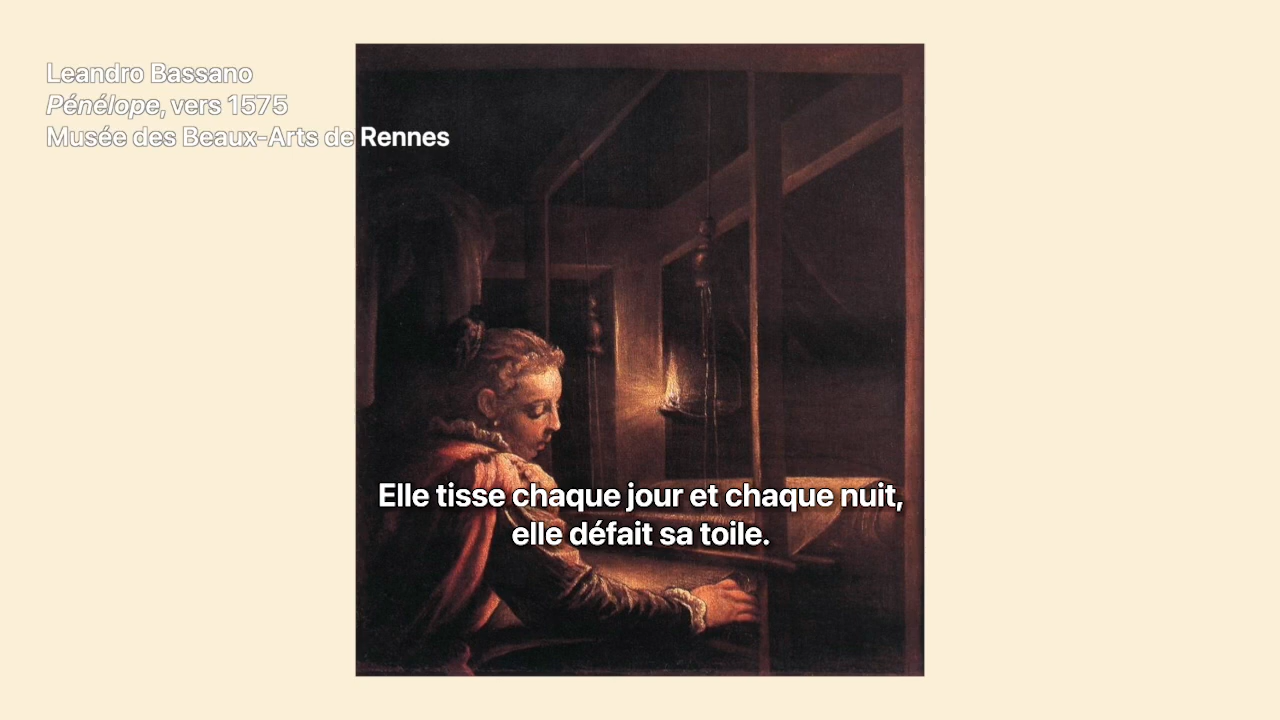 Leandro Bassano
Pénélope, vers 1575
Musée des Beaux-Arts de Rennes
Elle tisse chaque jour et chaque nuit,
elle défait sa toile.